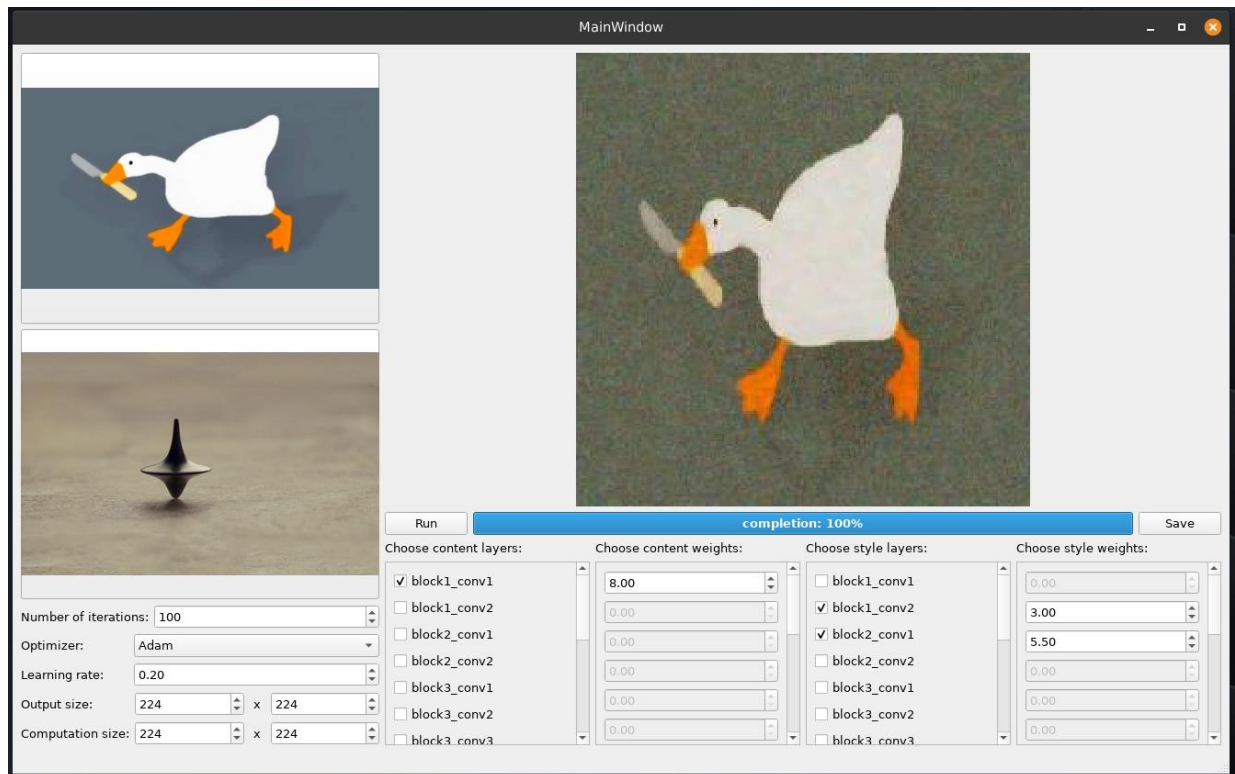 MainWindow
Run
completion: 100%
Save
Choose content layers:
Choose content weights:
Choose style layers:
Choose style weights:
block1_conv1
block1_conv2
block2_conv1
block2_conv2
block3_conv1
block3_conv2
block3_conv3
8.00
0.00
0.00
0.00
0.00
0.00
block1_conv1
block1_conv2
block2_conv1
block2_conv2
block3_conv1
block3_conv2
block3_conv3
0.00
3.00
5.50
0.00
0.00
0.00
Number of iterations: 100
Optimizer: Adam
Learning rate: 0.20
Output size: 224 x 224
Computation size: 224 x 224